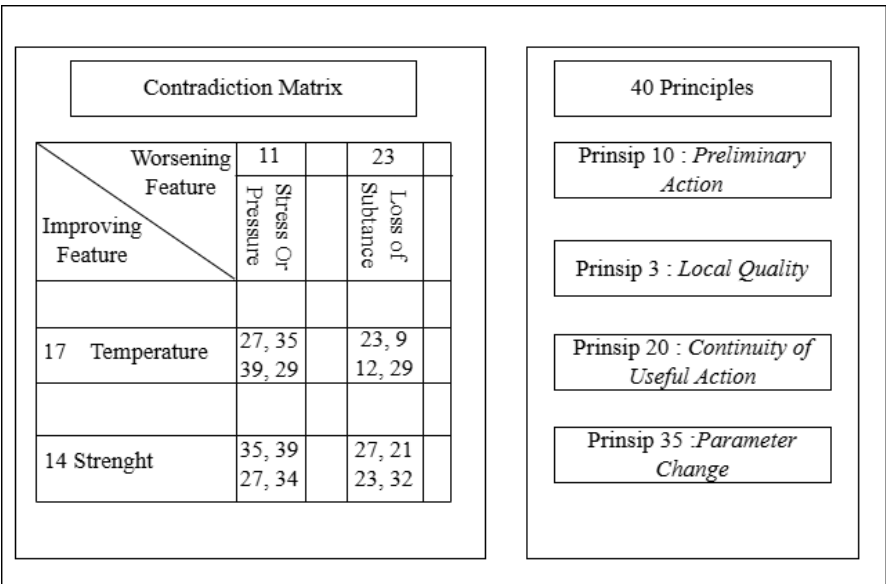 Contradiction Matrix
Worsening
Feature
Improving
Feature
11
23
Stress Or
Pressure
Loss of
Subtance
17 Temperature
27, 35
39, 29
23, 9
12, 29
14 Strenght
35, 39
27, 34
27, 21
23, 32
40 Principles
Prinsip 10 : Preliminary
Action
Prinsip 3 : Local Quality
Prinsip 20 : Continuity of
Useful Action
Prinsip 35 :Parameter
Change